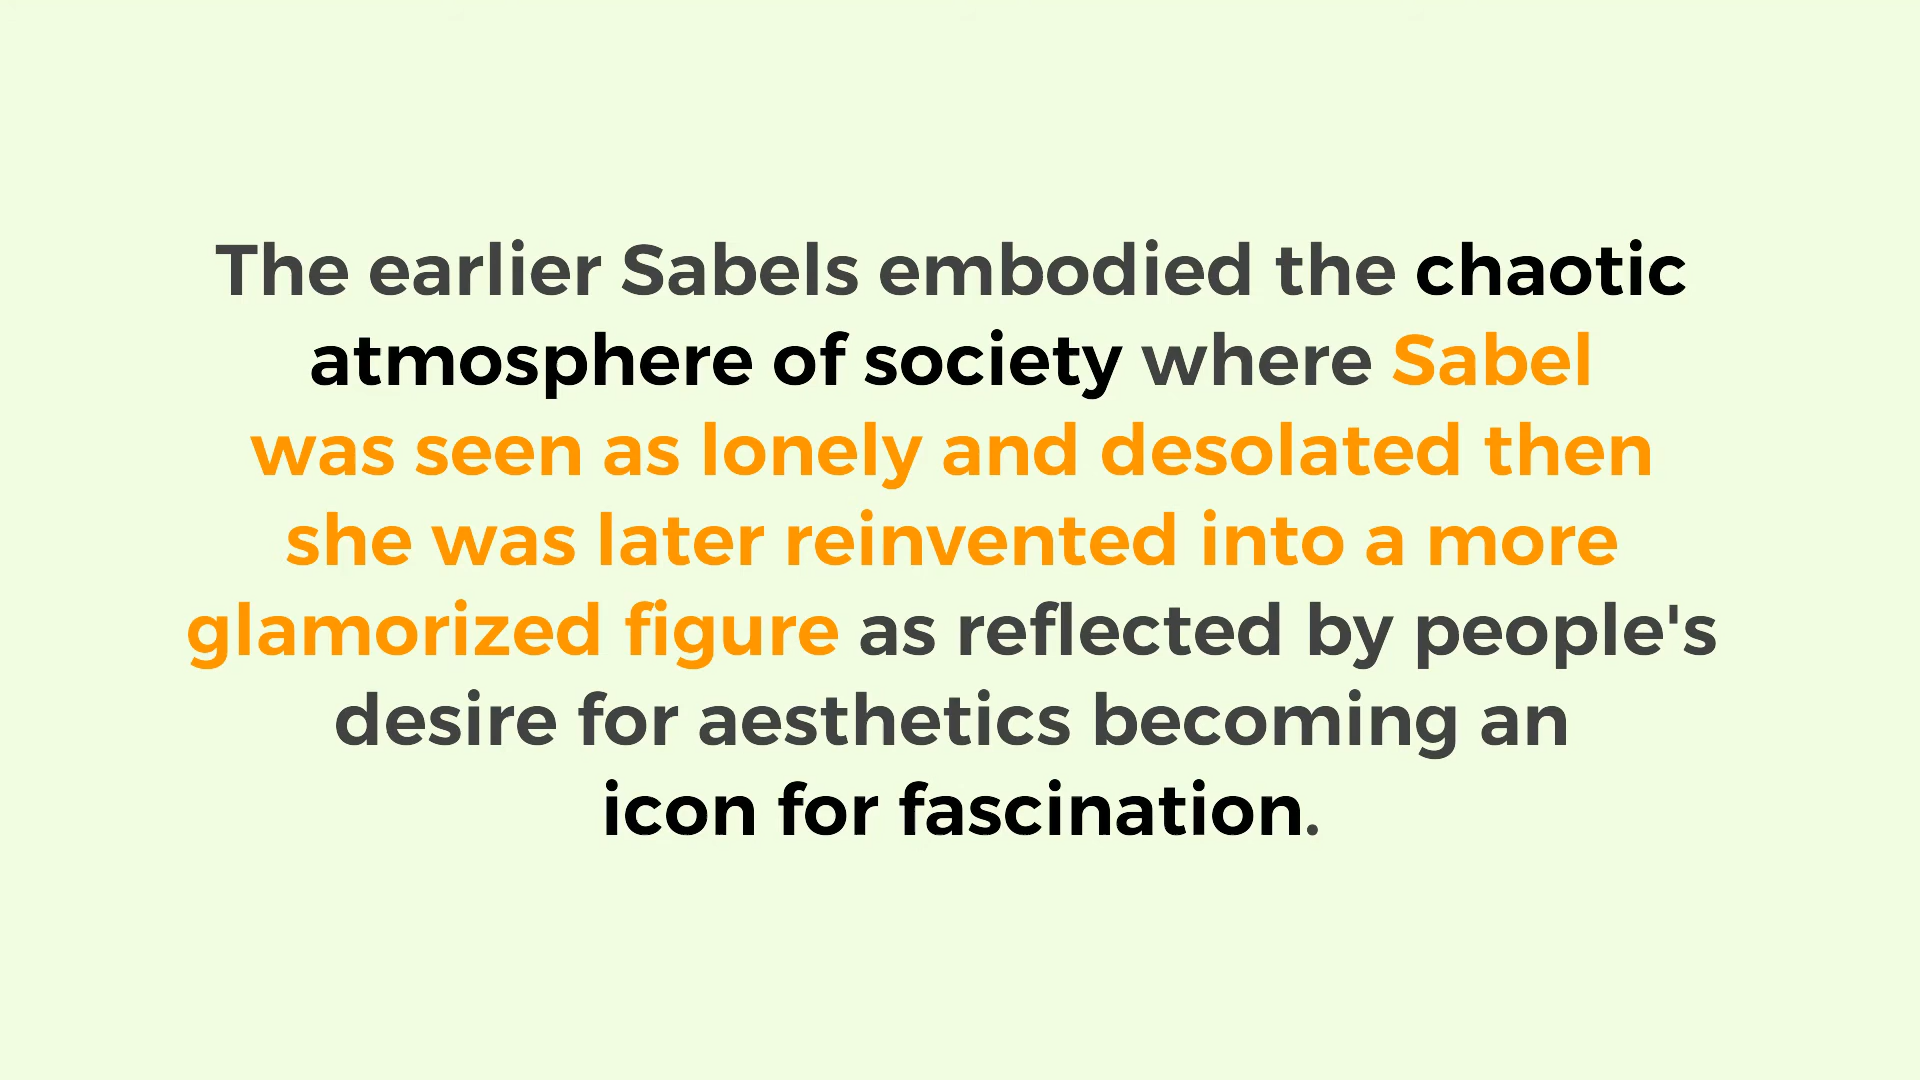 The earlier Sabels embodied the chaotic
atmosphere of society where Sabel
was seen as lonely and desolated then
she was later reinvented into a more
glamorized figure as reflected by people's
desire for aesthetics becoming an
icon for fascination.